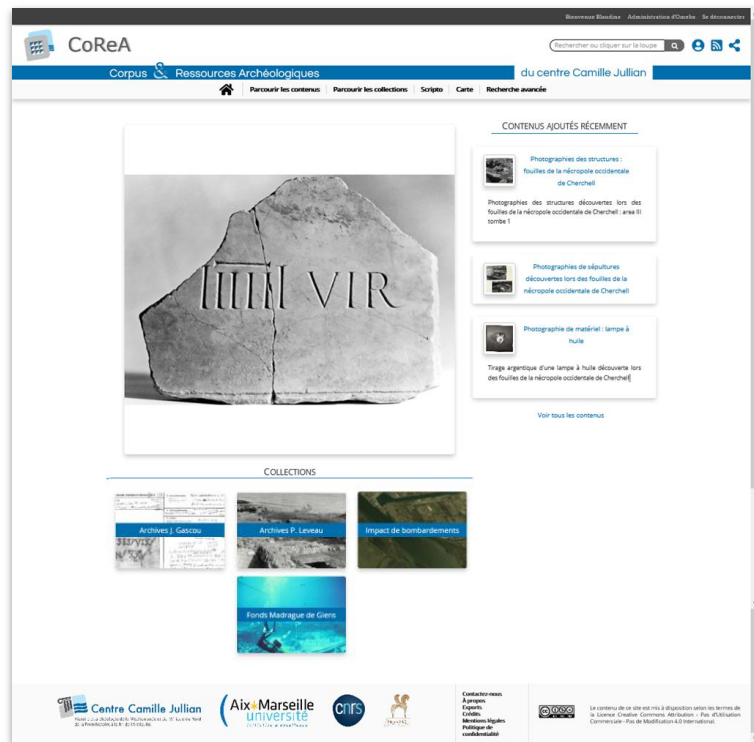 Bienvenue Blandine Administration d'Omeka Se déconnecter
CoReA
Rechercher ou cliquer sur la loupe
Corpus & Ressources Archéologiques
du centre Camille Jullian
Parcourir les contenus Parcourir les collections Scripto Carte Recherche avancée
IIIIII VIR
CONTENUS AJOUTÉS RÉCEMMENT
Photographies des structures :
fouilles de la nécropole occidentale
de Cherchell
Photographies des structures découvertes lors des
fouilles de la nécropole occidentale de Cherchell : area III
tombe 1
Photographies de sépultures
découvertes lors des fouilles de la
nécropole occidentale de Cherchell
Photographie de matériel : lampe à
huile
Tirage argentique d'une lampe à huile découverte lors
des fouilles de la nécropole occidentale de Cherchell
Voir tous les contenus
COLLECTIONS
Archives J. Gascou
Archives P. Leveau
Impact de bombardements
Fonds Madrague de Giens
Centre Camille Jullian
Aix*Marseille
université
cnrs
Contactez-nous
À propos
Exports
Crédits
Mentions légales
Politique de
confidentialité
Le contenu de ce site est mis à disposition selon les termes de
la Licence Creative Commons Attribution - Pas d'Utilisation
Commerciale - Pas de Modification 4.0 International.